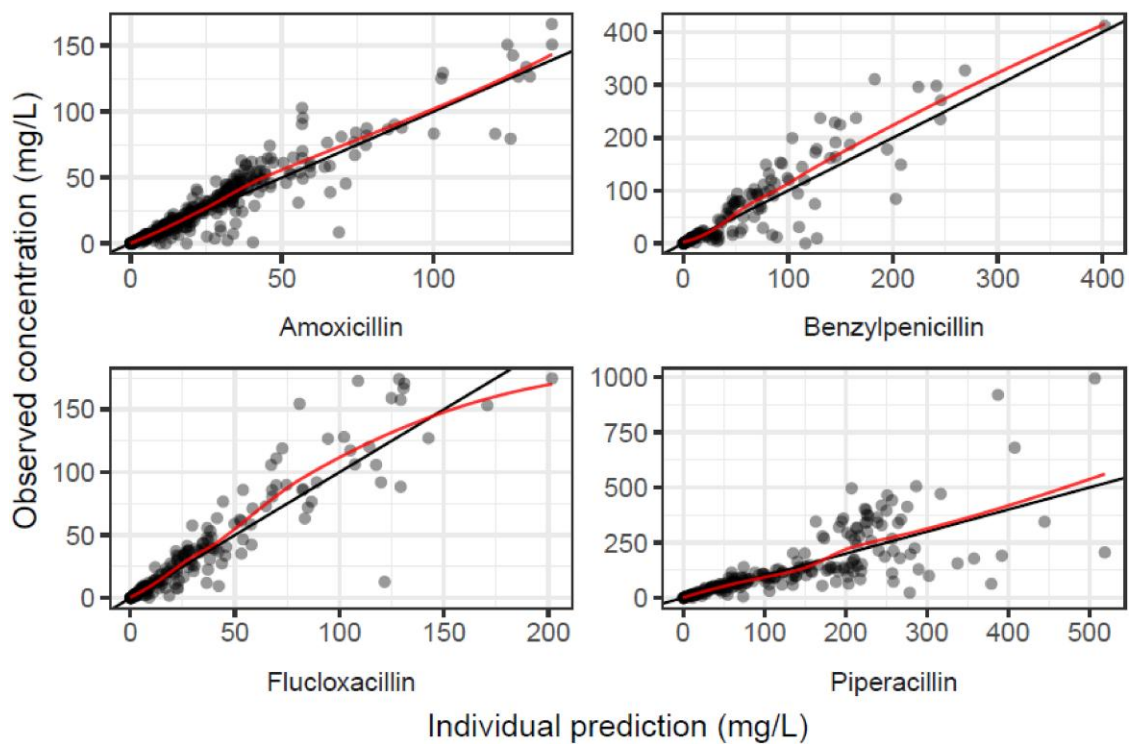 Observed concentration (mg/L)
150
100
50
0
0 50 100
Amoxicillin
400
300
200
100
0
0 100 200 300 400
Benzylpenicillin
150
100
50
0
0 50 100 150 200
Flucloxacillin
1000
750
500
250
0
0 100 200 300 400 500
Piperacillin
Individual prediction (mg/L)